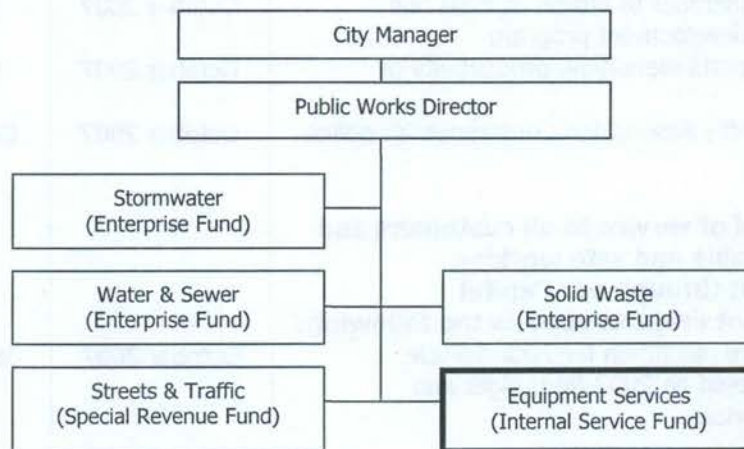 City Manager
Public Works Director
Stormwater
(Enterprise Fund)
Water & Sewer
(Enterprise Fund)
Solid Waste
(Enterprise Fund)
Streets & Traffic
(Special Revenue Fund)
Equipment Services
(Internal Service Fund)